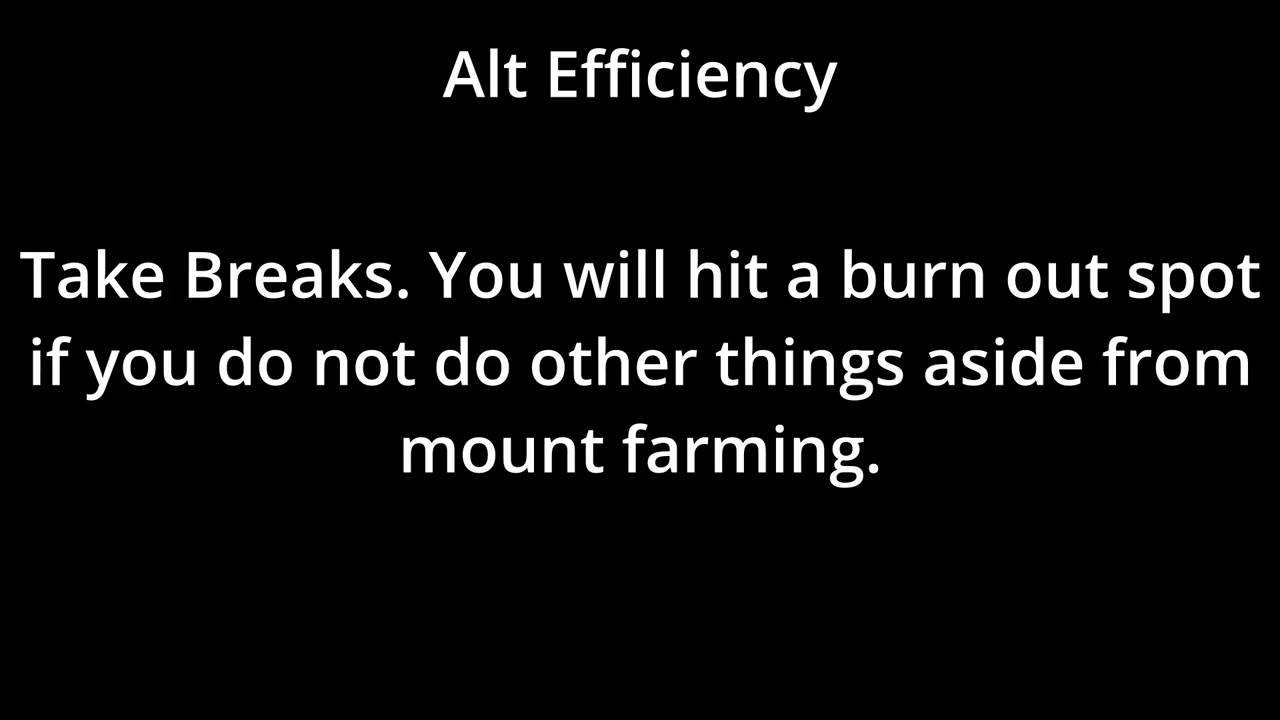 Alt Efficiency
Take Breaks. You will hit a burn out spot
if you do not do other things aside from
mount farming.